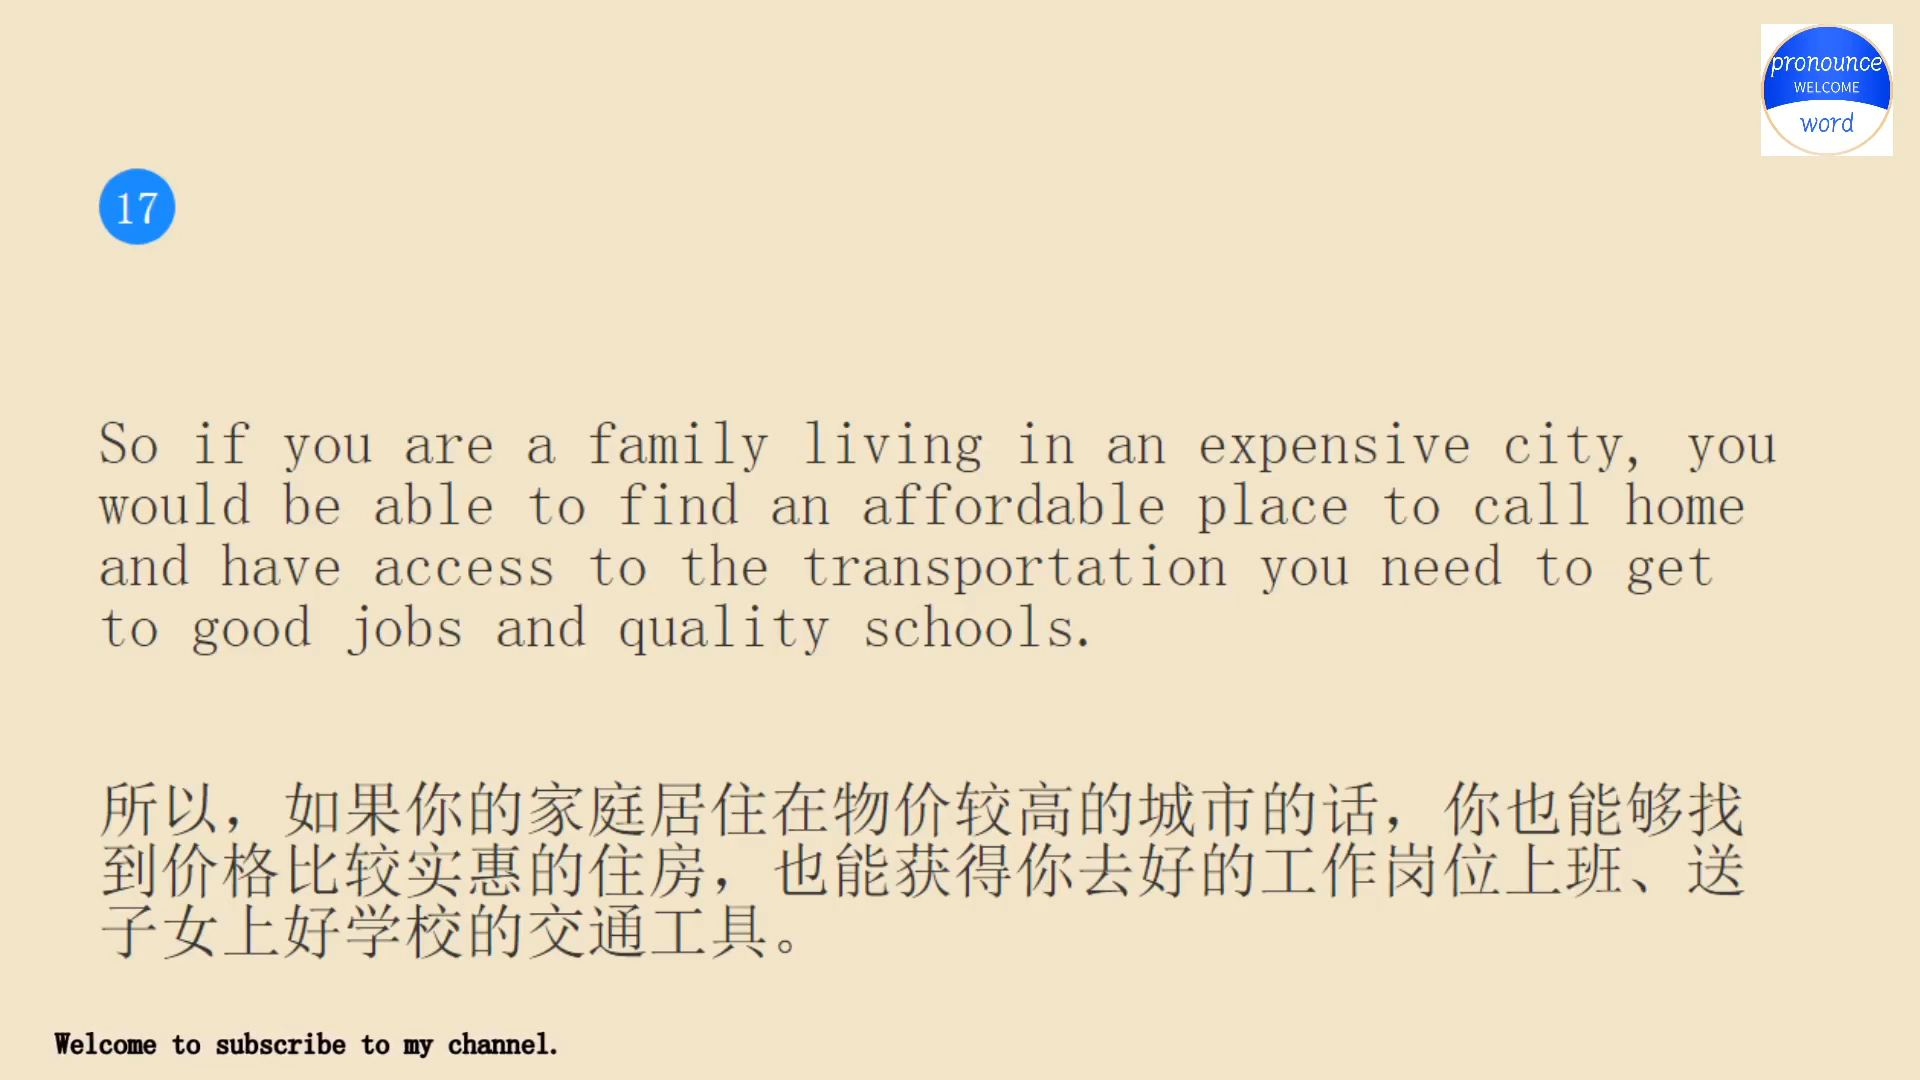 pronounce
WELCOME
word
17
So if you are a family living in an expensive city, you
would be able to find an affordable place to call home
and have access to the transportation you need to get
to good jobs and quality schools.
所以，如果你的家庭居住在物价较高的城市的话，你也能够找
到价格比较实惠的住房，也能获得你去好的工作岗位上班、送
子女上好学校的交通工具。
Welcome to subscribe to my channel.